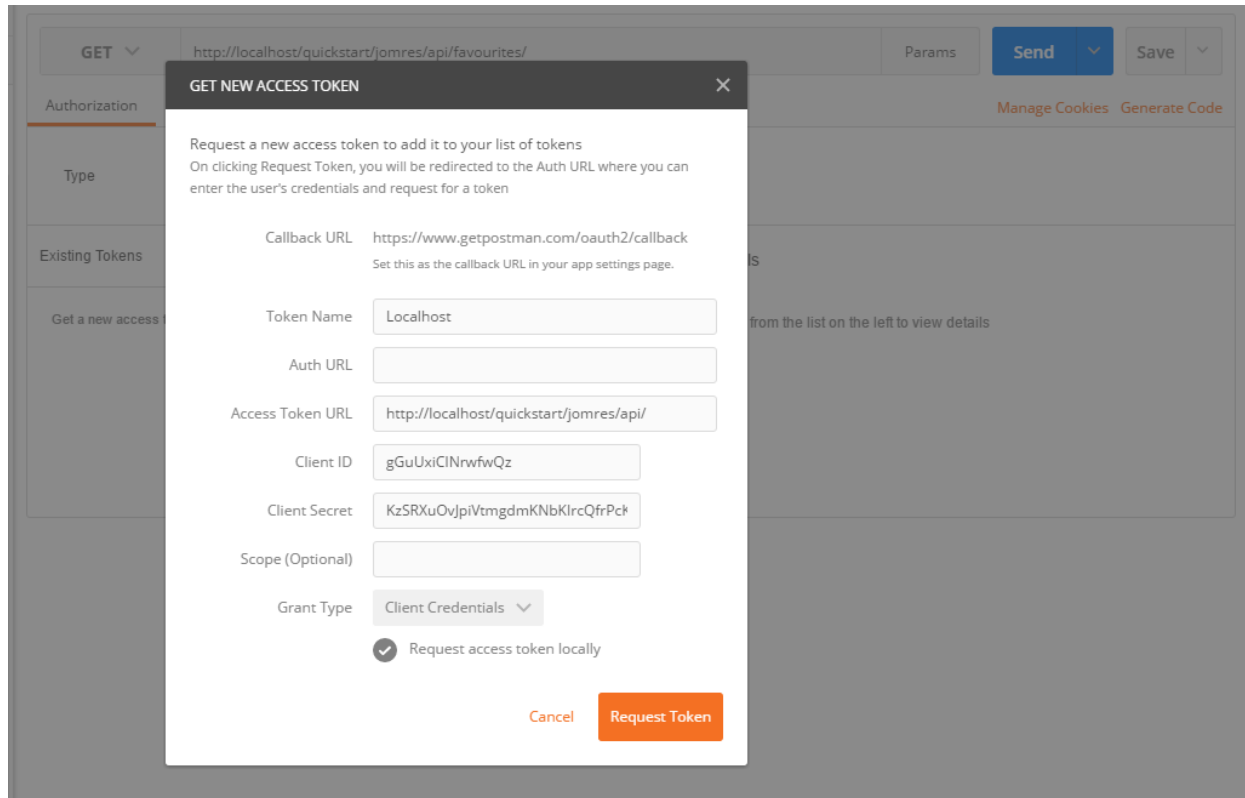 GET
http://localhost/quickstart/jomres/api/favourites/
Params
Send
Save
GET NEW ACCESS TOKEN
Authorization
Manage Cookies Generate Code
Request a new access token to add it to your list of tokens
On clicking Request Token, you will be redirected to the Auth URL where you can
enter the user's credentials and request for a token
Type
Callback URL https://www.getpostman.com/oauth2/callback
Set this as the callback URL in your app settings page.
Existing Tokens
ls
Token Name Localhost
Get a new access
from the list on the left to view details
Auth URL
Access Token URL http://localhost/quickstart/jomres/api/
Client ID gGuUxiCINrwfwQz
Client Secret KzSRXuOvJpiVtmgdmKNbKIrcQfrPcK
Scope (Optional)
Grant Type Client Credentials
Request access token locally
Cancel Request Token